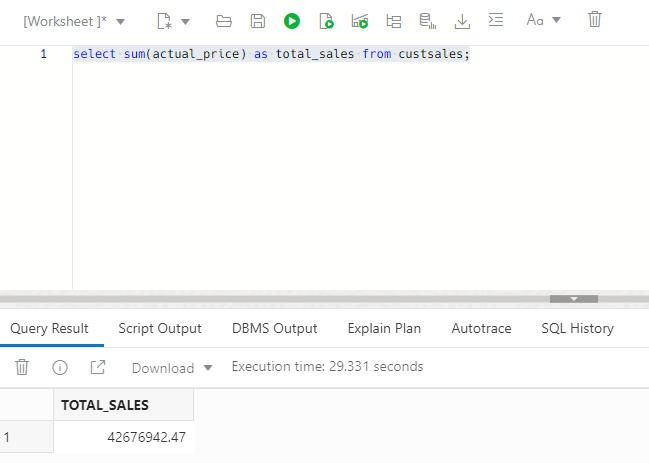 [Worksheet ]*
Aa
1 select sum(actual_price) as total_sales from custsales;
Query Result Script Output DBMS Output Explain Plan Autotrace SQL History
Download Execution time: 29.331 seconds
TOTAL_SALES
1 42676942.47